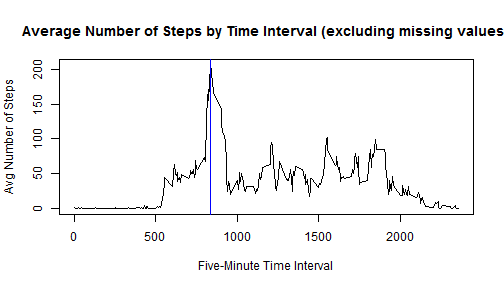 Average Number of Steps by Time Interval (excluding missing values
Avg Number of Steps
200
150
100
50
0
0 500 1000 1500 2000
Five-Minute Time Interval